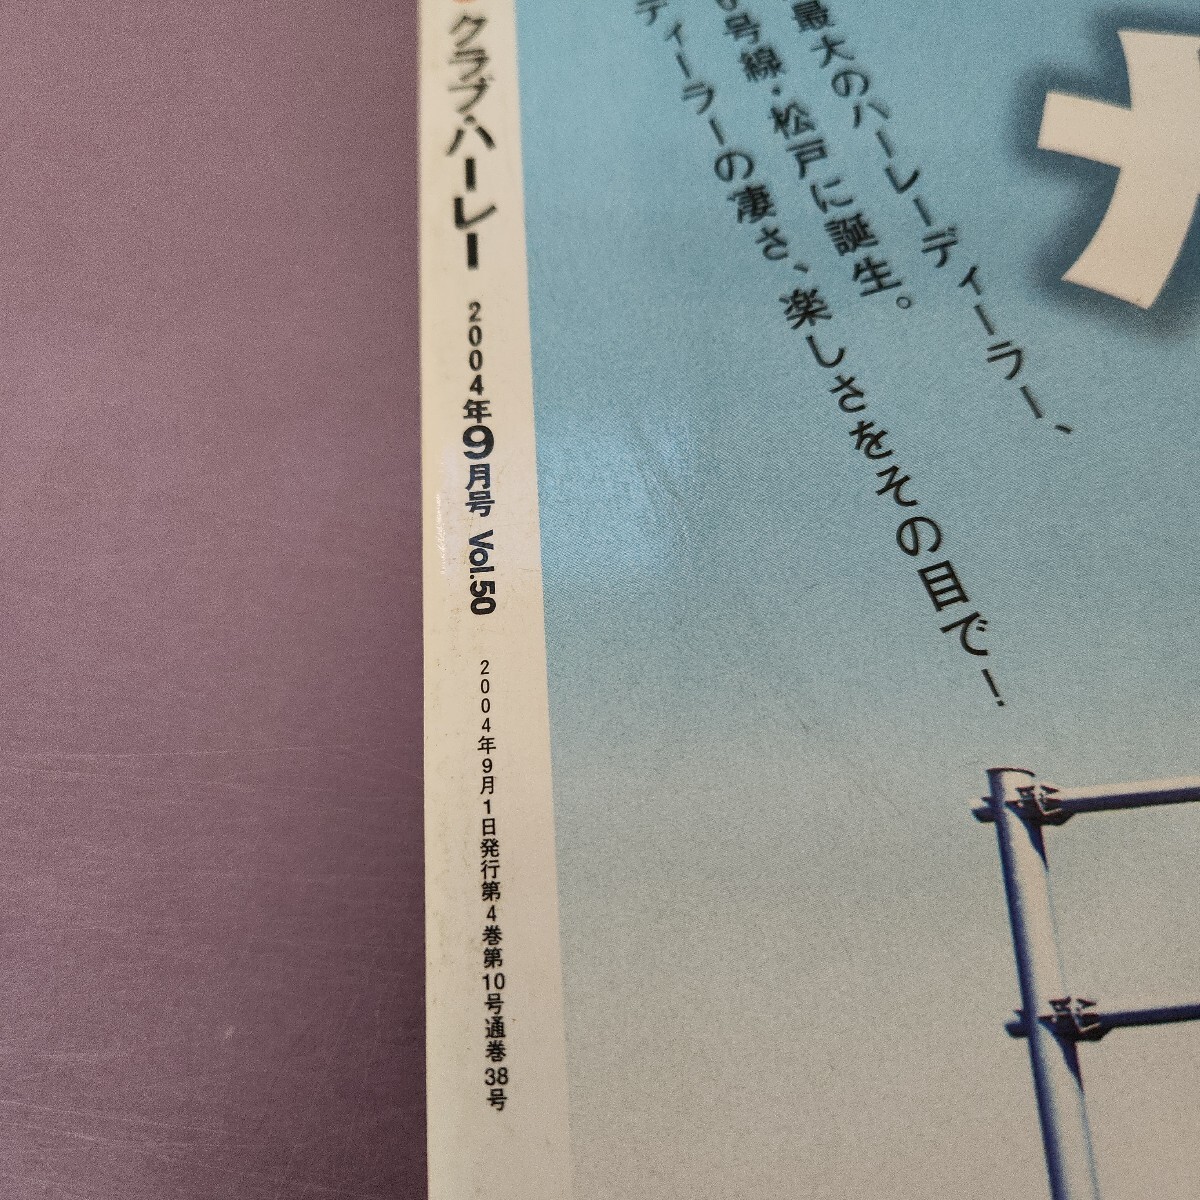 クラブ・ハーレー 2004年9月号 Vol.50 2004年9月1日発行第4巻第10号通巻38号
最大のハーレーディーラー、
号線・松戸に誕生。
ディーラーの凄さ、楽しさをその目で!